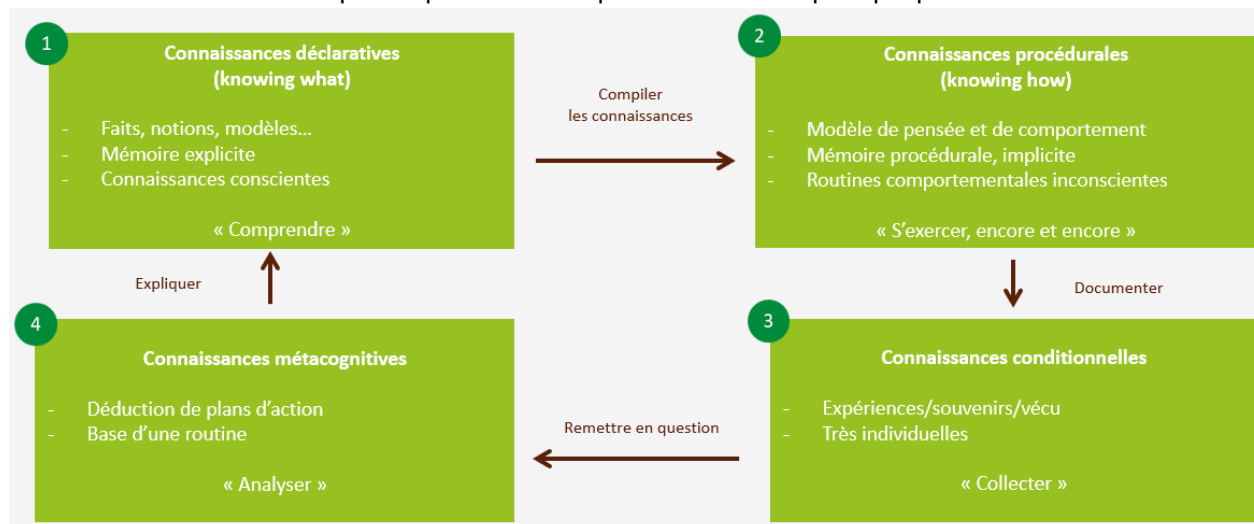 1
Connaissances déclaratives
(knowing what)
- Faits, notions, modèles…
- Mémoire explicite
- Connaissances conscientes
« Comprendre »
Compiler
les connaissances
2
Connaissances procédurales
(knowing how)
- Modèle de pensée et de comportement
- Mémoire procédurale, implicite
- Routines comportementales inconscientes
« S’exercer, encore et encore »
Documenter
3
Connaissances conditionnelles
- Expériences/souvenirs/vécu
- Très individuelles
« Collecter »
Remettre en question
4
Connaissances métacognitives
- Déduction de plans d’action
- Base d’une routine
« Analyser »
Expliquer